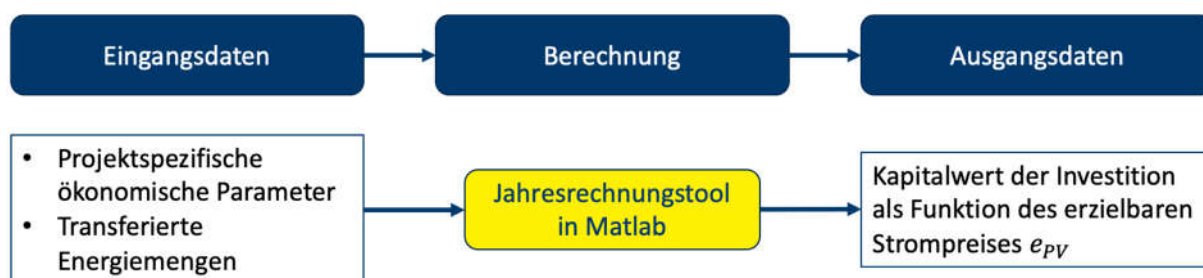 Eingangsdaten
Berechnung
Ausgangsdaten
• Projektspezifische
ökonomische Parameter
• Transferierte
Energiemengen
Jahresrechnungstool
in Matlab
Kapitalwert der Investition
als Funktion des erzielbaren
Strompreises e_PV